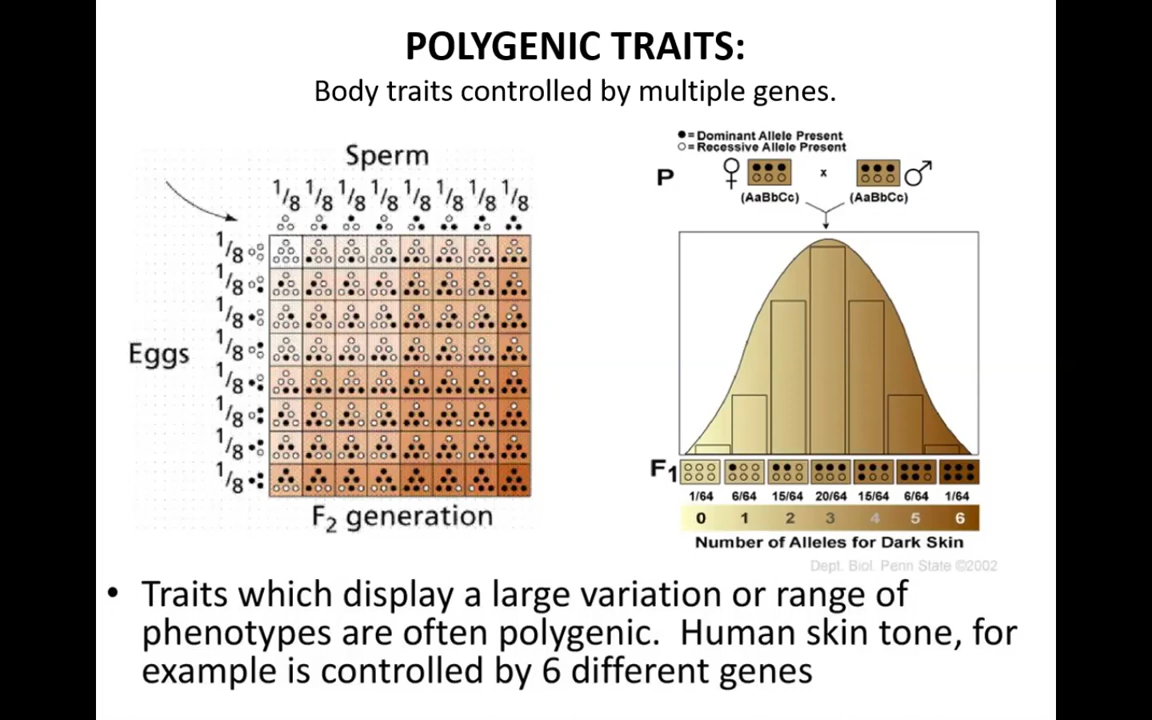 POLYGENIC TRAITS:
Body traits controlled by multiple genes.
Sperm
1/8 1/8 1/8 1/8 1/8 1/8 1/8 1/8
1/8
1/8
1/8
1/8
1/8
1/8
1/8
1/8
Eggs
F2 generation
●= Dominant Allele Present
○= Recessive Allele Present
P ♀ x ♂
(AaBbCc) (AaBbCc)
F1
1/64 6/64 15/64 20/64 15/64 6/64 1/64
0 1 2 3 4 5 6
Number of Alleles for Dark Skin
Dept. Biol. Penn State ©2002
• Traits which display a large variation or range of
phenotypes are often polygenic. Human skin tone, for
example is controlled by 6 different genes